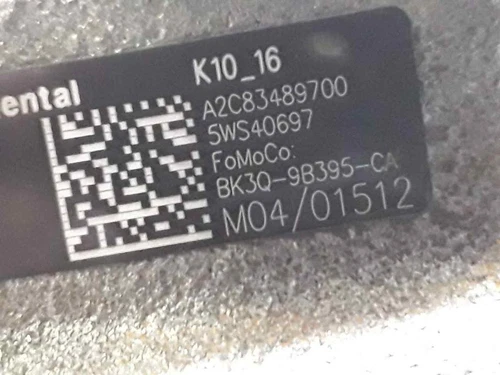 ental
K10_16
A2C83489700
5WS40697
FoMoCo:
BK3Q-9B395-CA
M04/01512